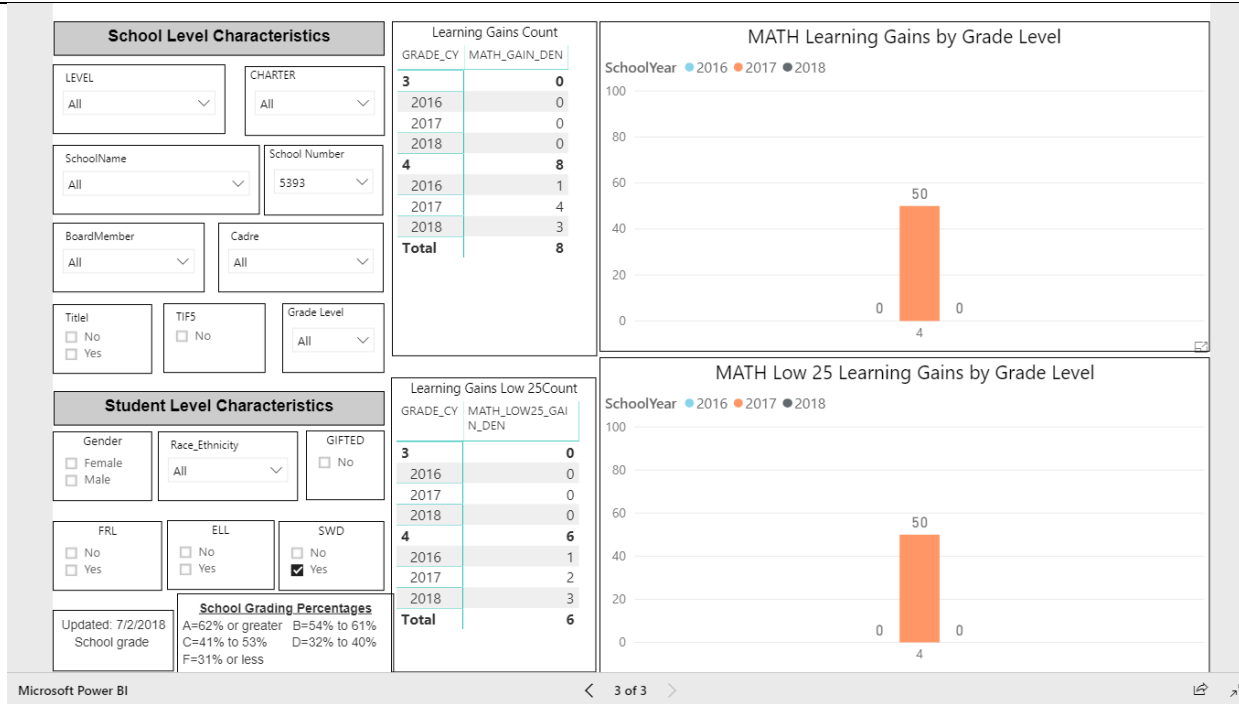 School Level Characteristics
LEVEL
All
CHARTER
All
SchoolName
All
School Number
5393
BoardMember
All
Cadre
All
TitleI
No
Yes
TIF5
No
Grade Level
All
Student Level Characteristics
Gender
Female
Male
Race_Ethnicity
All
GIFTED
No
FRL
No
Yes
ELL
No
Yes
SWD
No
Yes
Updated: 7/2/2018
School grade
School Grading Percentages
A=62% or greater B=54% to 61%
C=41% to 53% D=32% to 40%
F=31% or less
Learning Gains Count
GRADE_CY MATH_GAIN_DEN
3 0
2016 0
2017 0
2018 0
4 8
2016 1
2017 4
2018 3
Total 8
Learning Gains Low 25Count
GRADE_CY MATH_LOW25_GAI
N_DEN
3 0
2016 0
2017 0
2018 0
4 6
2016 1
2017 2
2018 3
Total 6
MATH Learning Gains by Grade Level
SchoolYear 2016 2017 2018
100
80
60
40
20
0
50
0 0
4
MATH Low 25 Learning Gains by Grade Level
SchoolYear 2016 2017 2018
100
80
60
40
20
0
50
0 0
4
Microsoft Power BI
3 of 3